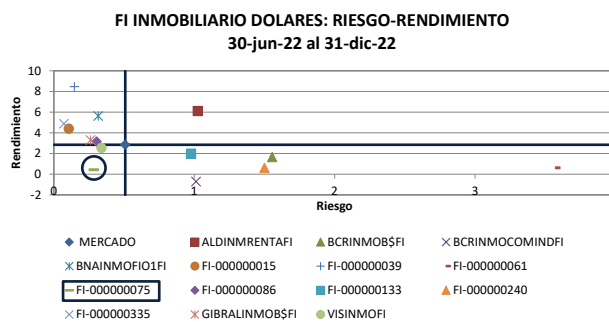 FI INMOBILIARIO DOLARES: RIESGO-RENDIMIENTO
30-jun-22 al 31-dic-22
10
8
6
4
2
0
-2
Rendimiento
0 1 2 3
Riesgo
MERCADO ALDINMRENTAFI BCRINMOB$FI BCRINMOCOMINDFI
BNAINMOFIO1FI FI-000000015 FI-000000039 FI-000000061
FI-000000075 FI-000000086 FI-000000133 FI-000000240
FI-000000335 GIBRALINMOB$FI VISINMOFI